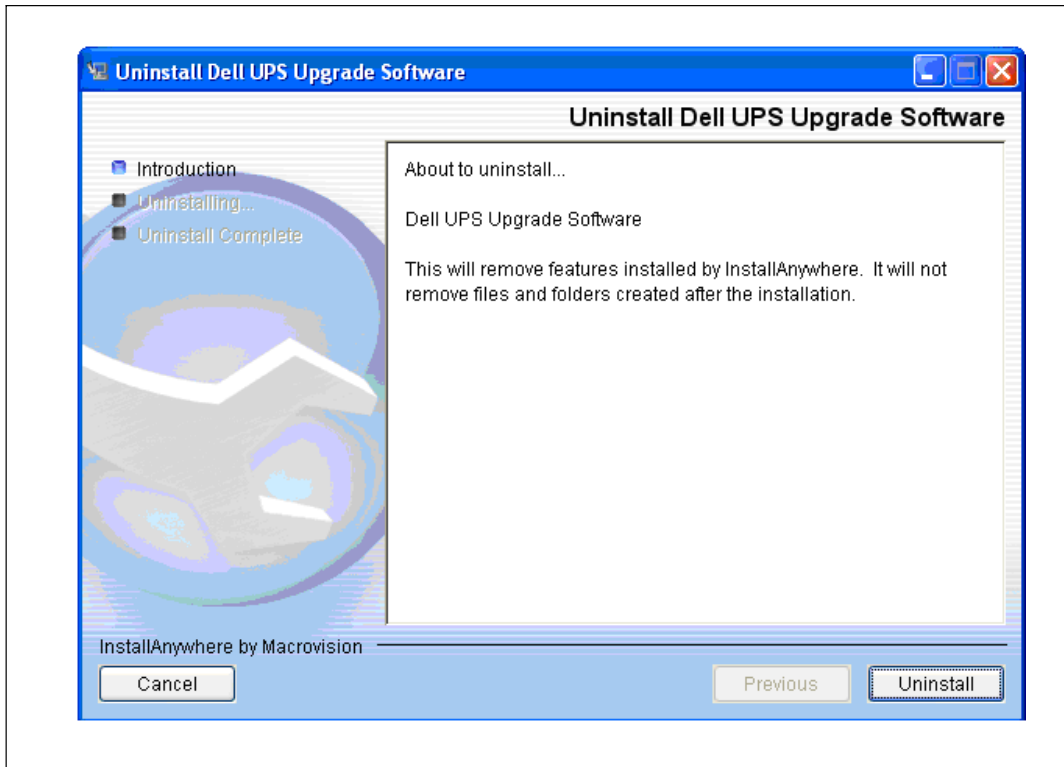 Uninstall Dell UPS Upgrade Software
Uninstall Dell UPS Upgrade Software
Introduction
Uninstalling...
Uninstall Complete
About to uninstall...
Dell UPS Upgrade Software
This will remove features installed by InstallAnywhere. It will not
remove files and folders created after the installation.
InstallAnywhere by Macrovision
Cancel
Previous
Uninstall